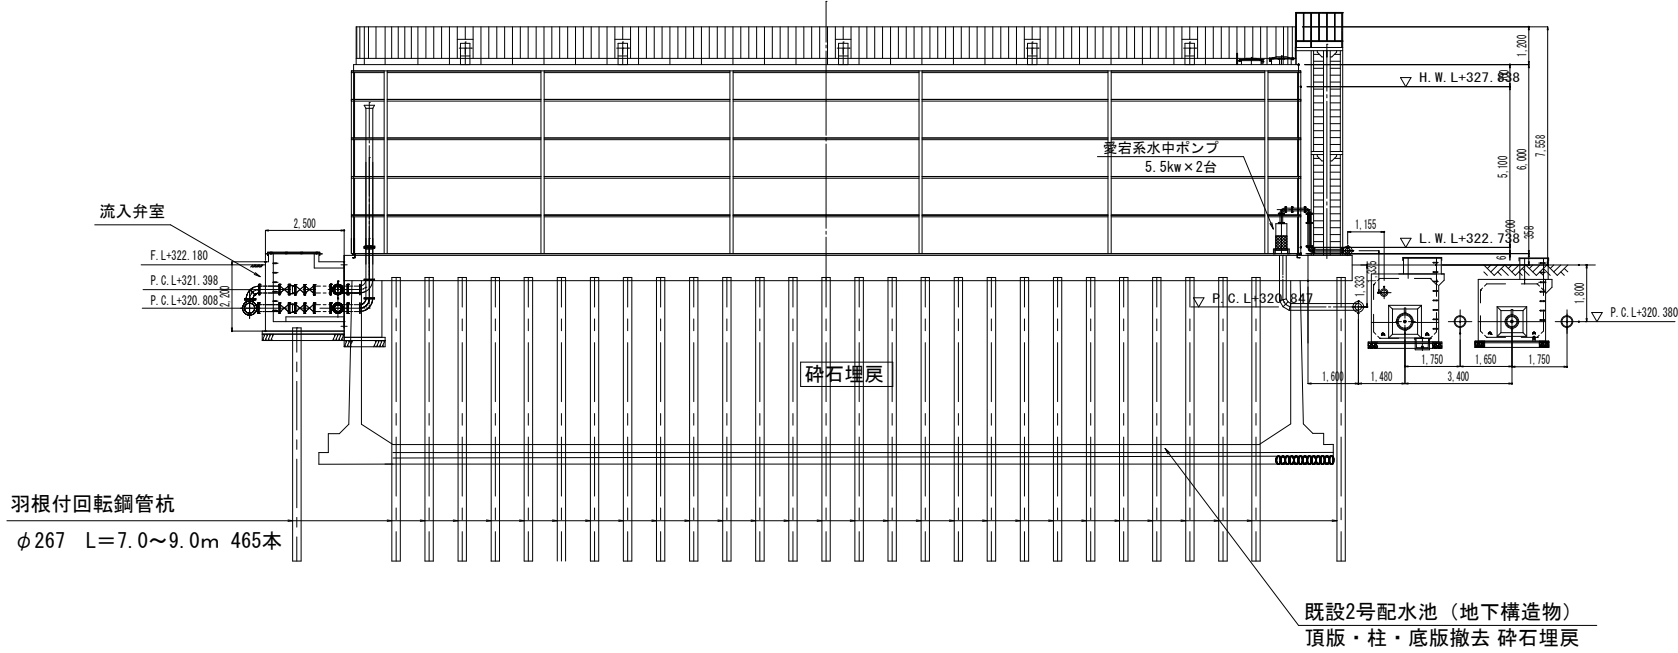 1,200
H.W.L+327.838
7,558
6,000
5,100
愛宕系水中ポンプ
5.5kw×2台
流入弁室
2,500
1,155
200
358
L.W.L+322.738
F.L+322.180
P.C.L+321.398
P.C.L+320.808
2,200
335
1,333
P.C.L+320.847
1,800
P.C.L+320.380
1,750
1,650
1,750
砕石埋戻
1,600
1,480
3,400
羽根付回転鋼管杭
φ267 L=7.0~9.0m 465本
既設2号配水池(地下構造物)
頂版・柱・底版撤去 砕石埋戻